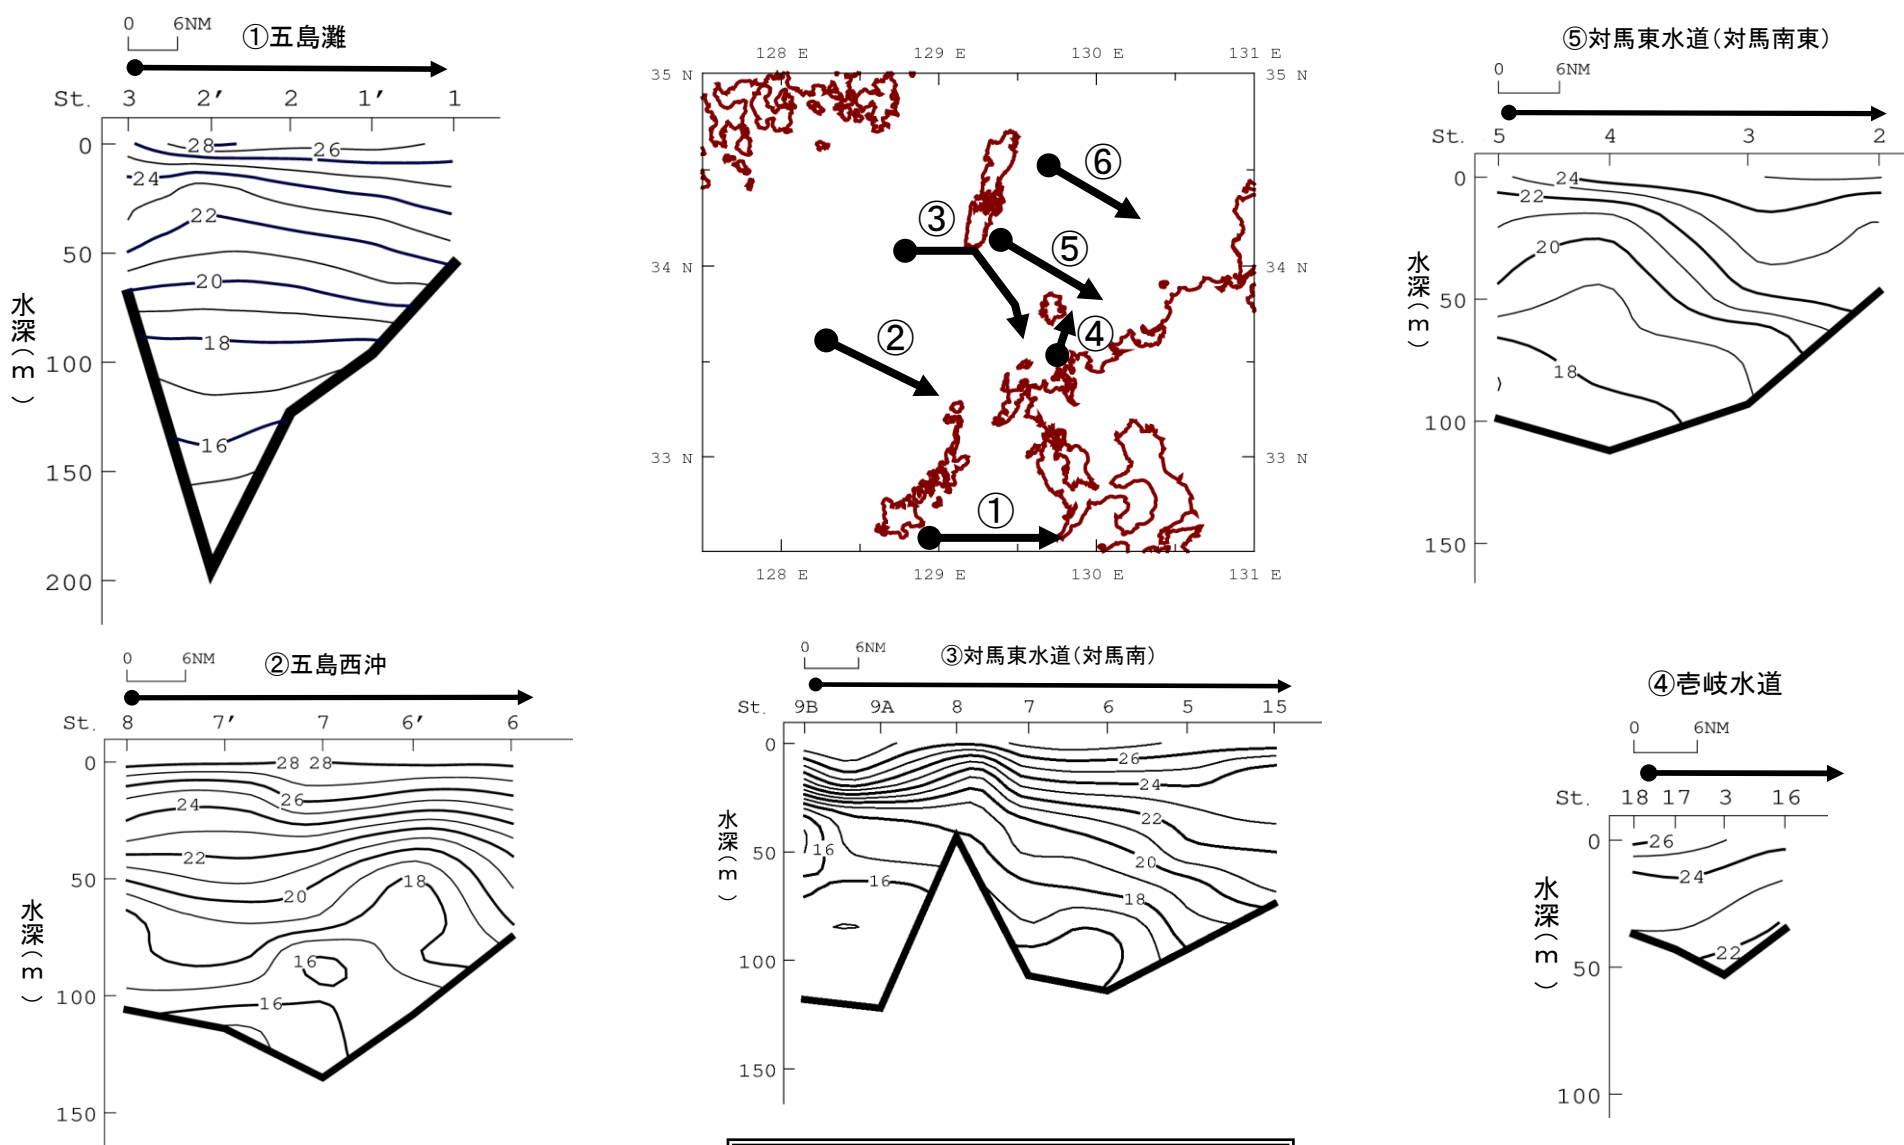 0 6NM
①五島灘
St. 3 2′ 2 1′ 1
0
50
100
150
200
水深(m)
28 26
24
22
20
18
16
128 E 129 E 130 E 131 E
35 N 35 N
34 N 34 N
33 N 33 N
128 E 129 E 130 E 131 E
①
②
③
④
⑤
⑥
⑤対馬東水道(対馬南東)
0 6NM
St. 5 4 3 2
0
50
100
150
水深(m)
24
22
20
18
0 6NM
②五島西沖
St. 8 7′ 7 6′ 6
0
50
100
150
水深(m)
28 28
26
24
22
20
18
16
16
0 6NM
③対馬東水道(対馬南)
St. 9B 9A 8 7 6 5 15
0
50
100
150
水深(m)
26
24
22
20
18
16
16
④壱岐水道
0 6NM
St. 18 17 3 16
0
50
100
水深(m)
26
24
22